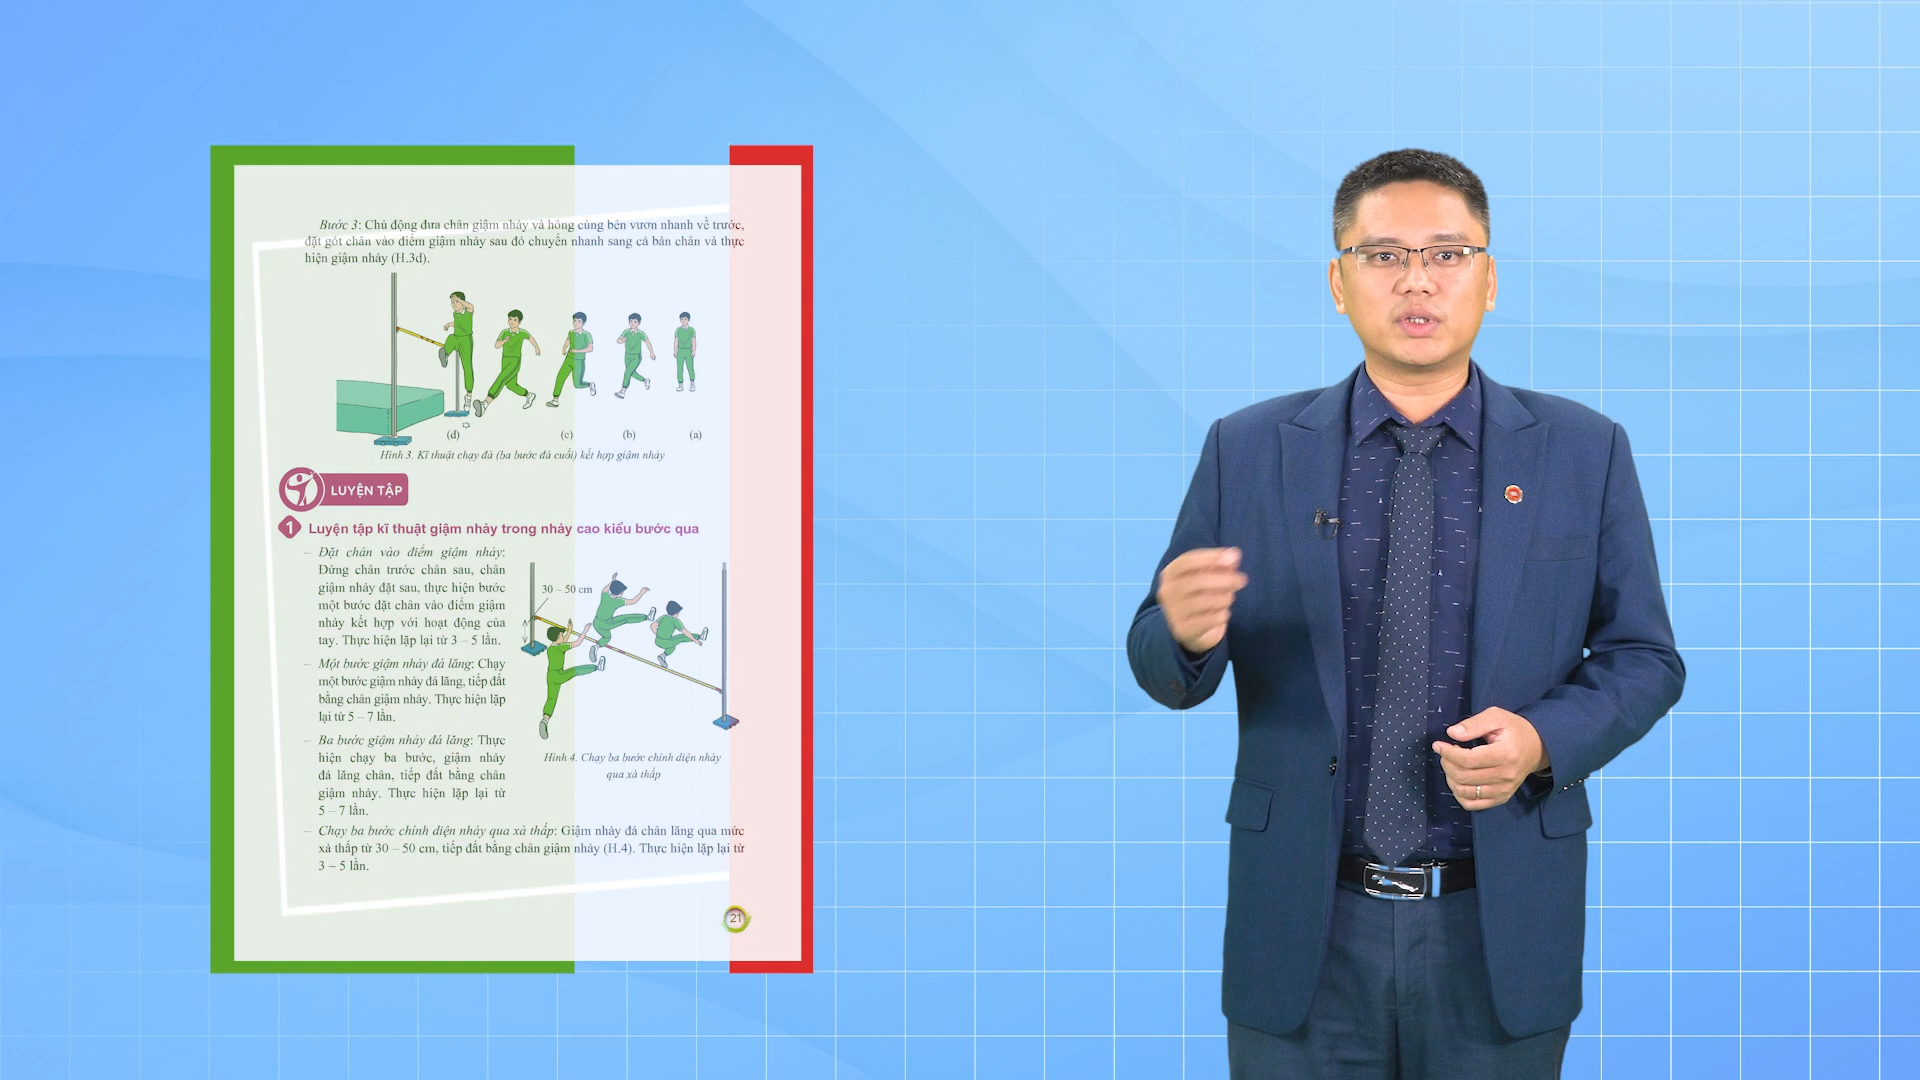 Bước 3: Chủ động đưa chân giậm nhảy và hông cùng bên vươn nhanh về trước,
đặt gót chân vào điểm giậm nhảy sau đó chuyển nhanh sang cả bàn chân và thực
hiện giậm nhảy (H.3d).
(d) (c) (b) (a)
Hình 3. Kĩ thuật chạy đà (ba bước đà cuối) kết hợp giậm nhảy
LUYỆN TẬP
1 Luyện tập kĩ thuật giậm nhảy trong nhảy cao kiểu bước qua
– Đặt chân vào điểm giậm nhảy:
Đứng chân trước chân sau, chân
giậm nhảy đặt sau, thực hiện bước
một bước đặt chân vào điểm giậm
nhảy kết hợp với hoạt động của
tay. Thực hiện lặp lại từ 3 – 5 lần.
– Một bước giậm nhảy đá lăng: Chạy
một bước giậm nhảy đá lăng, tiếp đất
bằng chân giậm nhảy. Thực hiện lặp
lại từ 5 – 7 lần.
– Ba bước giậm nhảy đá lăng: Thực
hiện chạy ba bước, giậm nhảy
đá lăng chân, tiếp đất bằng chân
giậm nhảy. Thực hiện lặp lại từ
5 – 7 lần.
30 – 50 cm
Hình 4. Chạy ba bước chính diện nhảy
qua xà thấp
– Chạy ba bước chính diện nhảy qua xà thấp: Giậm nhảy đá chân lăng qua mức
xà thấp từ 30 – 50 cm, tiếp đất bằng chân giậm nhảy (H.4). Thực hiện lặp lại từ
3 – 5 lần.
21